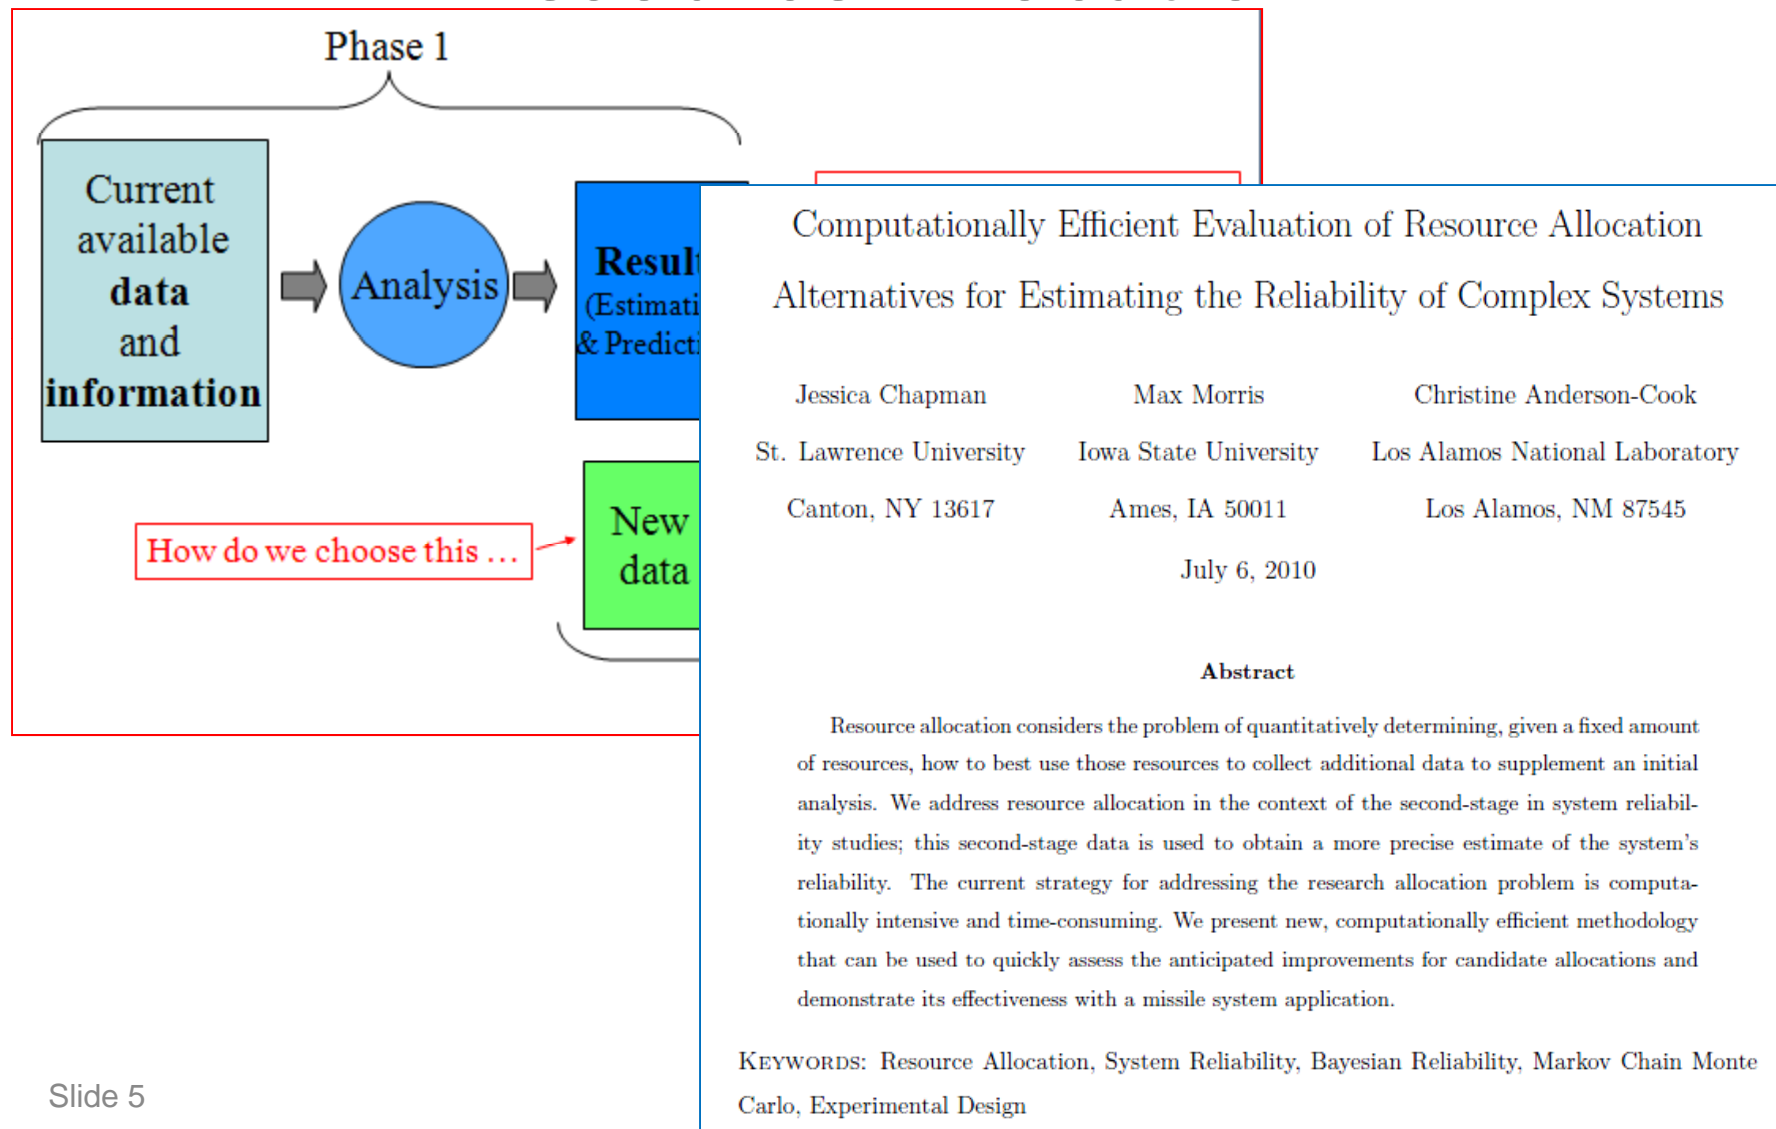 Phase 1
Current
available
data
and
information
Analysis
Result
(Estimati
& Predicti
How do we choose this ...
New
data
Computationally Efficient Evaluation of Resource Allocation
Alternatives for Estimating the Reliability of Complex Systems
Jessica Chapman Max Morris Christine Anderson-Cook
St. Lawrence University Iowa State University Los Alamos National Laboratory
Canton, NY 13617 Ames, IA 50011 Los Alamos, NM 87545
July 6, 2010
Abstract
Resource allocation considers the problem of quantitatively determining, given a fixed amount
of resources, how to best use those resources to collect additional data to supplement an initial
analysis. We address resource allocation in the context of the second-stage in system reliabil-
ity studies; this second-stage data is used to obtain a more precise estimate of the system's
reliability. The current strategy for addressing the research allocation problem is computa-
tionally intensive and time-consuming. We present new, computationally efficient methodology
that can be used to quickly assess the anticipated improvements for candidate allocations and
demonstrate its effectiveness with a missile system application.
KEYWORDS: Resource Allocation, System Reliability, Bayesian Reliability, Markov Chain Monte
Carlo, Experimental Design
Slide 5